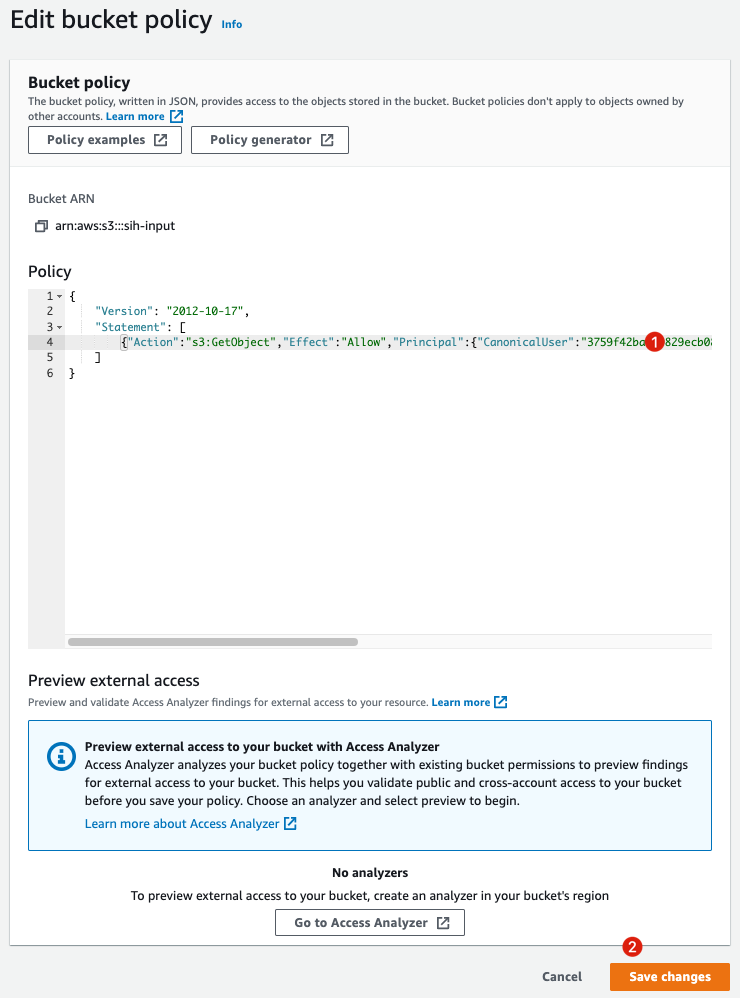 Edit bucket policy Info
Bucket policy
The bucket policy, written in JSON, provides access to the objects stored in the bucket. Bucket policies don't apply to objects owned by
other accounts. Learn more
Policy examples
Policy generator
Bucket ARN
arn:aws:s3:::sih-input
Policy
1 {
2 "Version": "2012-10-17",
3 "Statement": [
4 {"Action":"s3:GetObject","Effect":"Allow","Principal":{"CanonicalUser":"3759f42ba 1 829ecb0
5 ]
6 }
Preview external access
Preview and validate Access Analyzer findings for external access to your resource. Learn more
Preview external access to your bucket with Access Analyzer
Access Analyzer analyzes your bucket policy together with existing bucket permissions to preview findings
for external access to your bucket. This helps you validate public and cross-account access to your bucket
before you save your policy. Choose an analyzer and select preview to begin.
Learn more about Access Analyzer
No analyzers
To preview external access to your bucket, create an analyzer in your bucket's region
Go to Access Analyzer
2
Cancel
Save changes